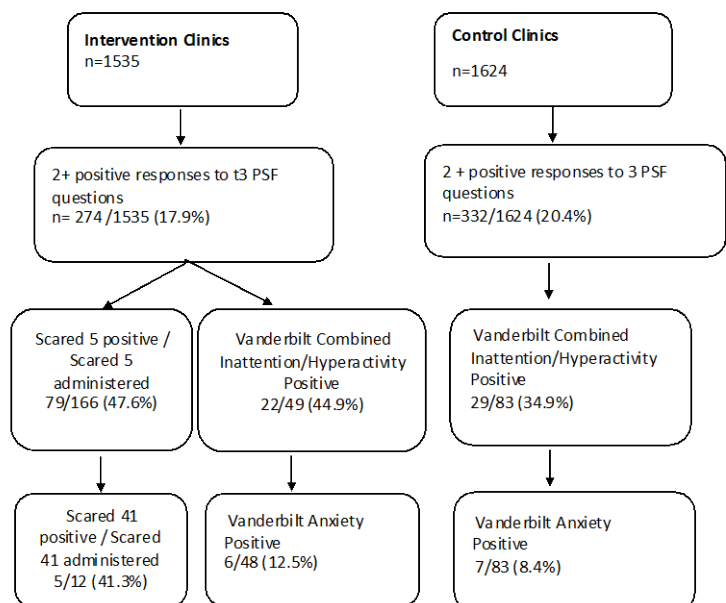 Intervention Clinics
n=1535
Control Clinics
n=1624
2+ positive responses to t3 PSF
questions
n= 274 /1535 (17.9%)
2 + positive responses to 3 PSF
questions
n=332/1624 (20.4%)
Scared 5 positive /
Scared 5
administered
79/166 (47.6%)
Vanderbilt Combined
Inattention/Hyperactivity
Positive
22/49 (44.9%)
Vanderbilt Combined
Inattention/Hyperactivity
Positive
29/83 (34.9%)
Scared 41
positive / Scared
41 administered
5/12 (41.3%)
Vanderbilt Anxiety
Positive
6/48 (12.5%)
Vanderbilt Anxiety
Positive
7/83 (8.4%)